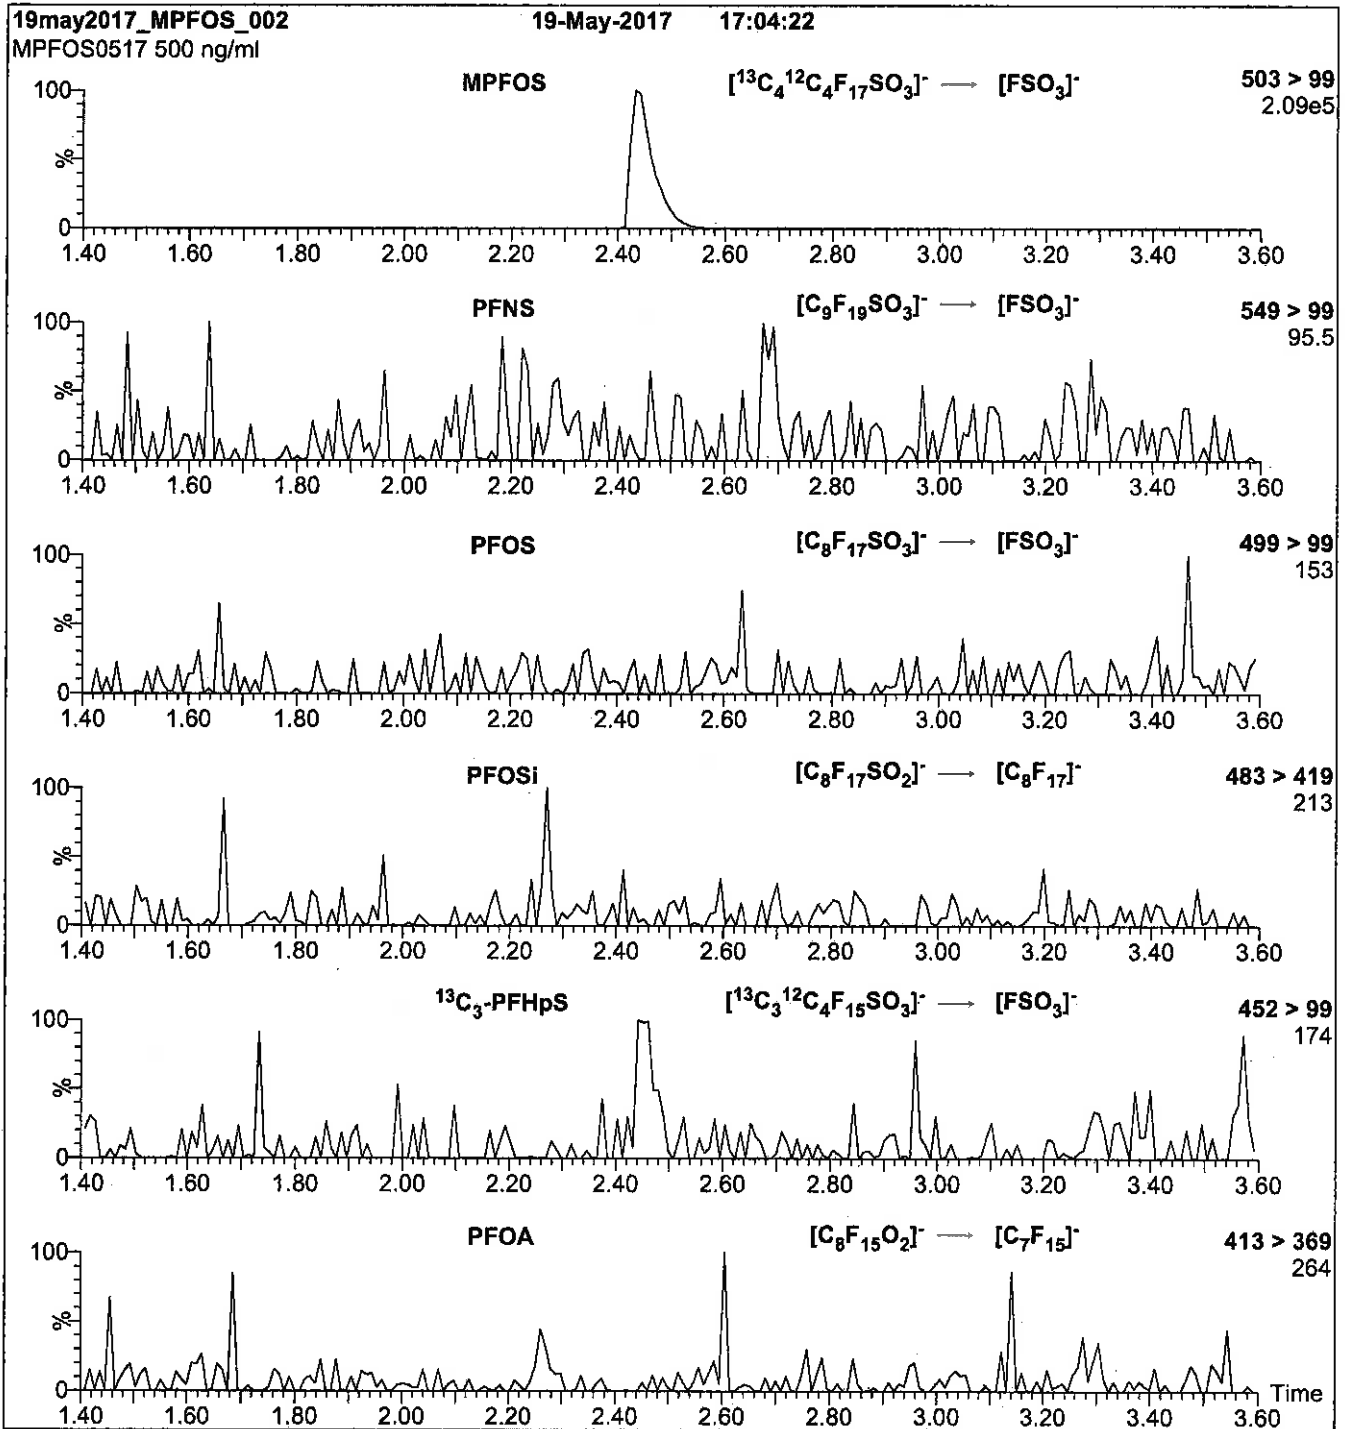 19may2017_MPFOS_002 19-May-2017 17:04:22
MPFOS0517 500 ng/ml
MPFOS [¹³C₄¹²C₄F₁₇SO₃]⁻ → [FSO₃]⁻ 503 > 99
2.09e5
100
%
0
1.40 1.60 1.80 2.00 2.20 2.40 2.60 2.80 3.00 3.20 3.40 3.60
PFNS [C₉F₁₉SO₃]⁻ → [FSO₃]⁻ 549 > 99
95.5
100
%
0
1.40 1.60 1.80 2.00 2.20 2.40 2.60 2.80 3.00 3.20 3.40 3.60
PFOS [C₈F₁₇SO₃]⁻ → [FSO₃]⁻ 499 > 99
153
100
%
0
1.40 1.60 1.80 2.00 2.20 2.40 2.60 2.80 3.00 3.20 3.40 3.60
PFOSi [C₈F₁₇SO₂]⁻ → [C₈F₁₇]⁻ 483 > 419
213
100
%
0
1.40 1.60 1.80 2.00 2.20 2.40 2.60 2.80 3.00 3.20 3.40 3.60
¹³C₃-PFHpS [¹³C₃¹²C₄F₁₅SO₃]⁻ → [FSO₃]⁻ 452 > 99
174
100
%
0
1.40 1.60 1.80 2.00 2.20 2.40 2.60 2.80 3.00 3.20 3.40 3.60
PFOA [C₈F₁₅O₂]⁻ → [C₇F₁₅]⁻ 413 > 369
264
100
%
0 Time
1.40 1.60 1.80 2.00 2.20 2.40 2.60 2.80 3.00 3.20 3.40 3.60